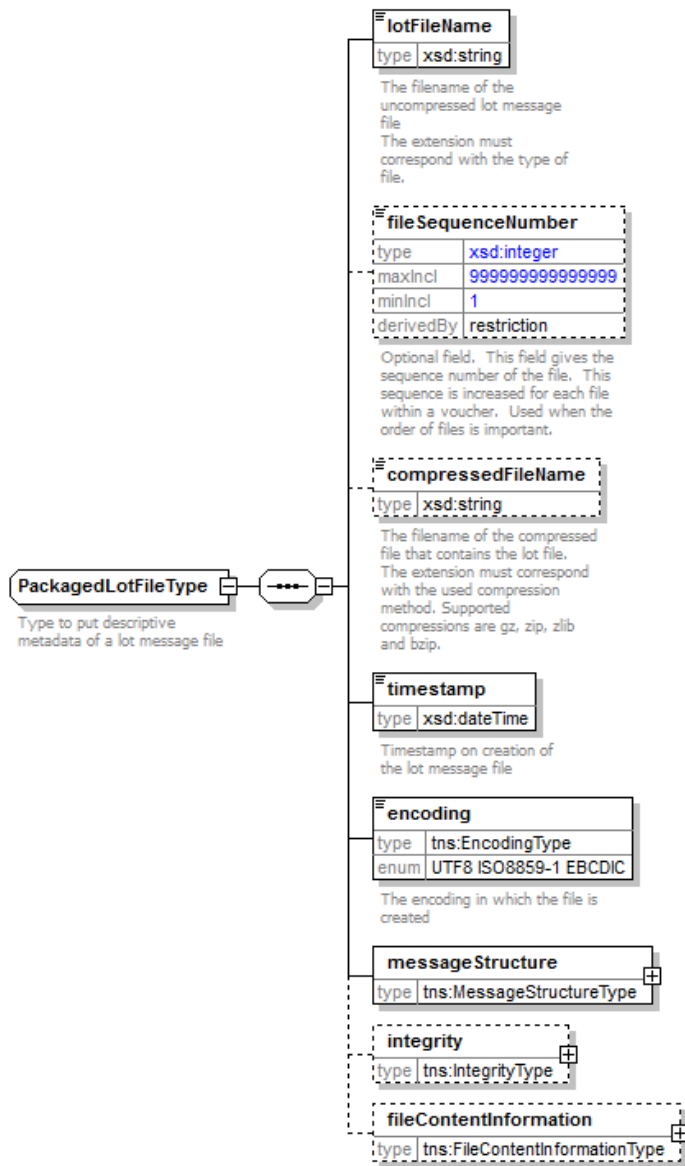 lotFileName
type xsd:string
The filename of the
uncompressed lot message
file
The extension must
correspond with the type of
file.
fileSequenceNumber
type xsd:integer
maxIncl 999999999999999
minIncl 1
derivedBy restriction
Optional field. This field gives the
sequence number of the file. This
sequence is increased for each file
within a voucher. Used when the
order of files is important.
compressedFileName
type xsd:string
The filename of the compressed
file that contains the lot file.
The extension must correspond
with the used compression
method. Supported
compressions are gz, zip, zlib
and bzip.
PackagedLotFileType
Type to put descriptive
metadata of a lot message file
timestamp
type xsd:dateTime
Timestamp on creation of
the lot message file
encoding
type tns:EncodingType
enum UTF8 ISO8859-1 EBCDIC
The encoding in which the file is
created
messageStructure
type tns:MessageStructureType
integrity
type tns:IntegrityType
fileContentInformation
type tns:FileContentInformationType